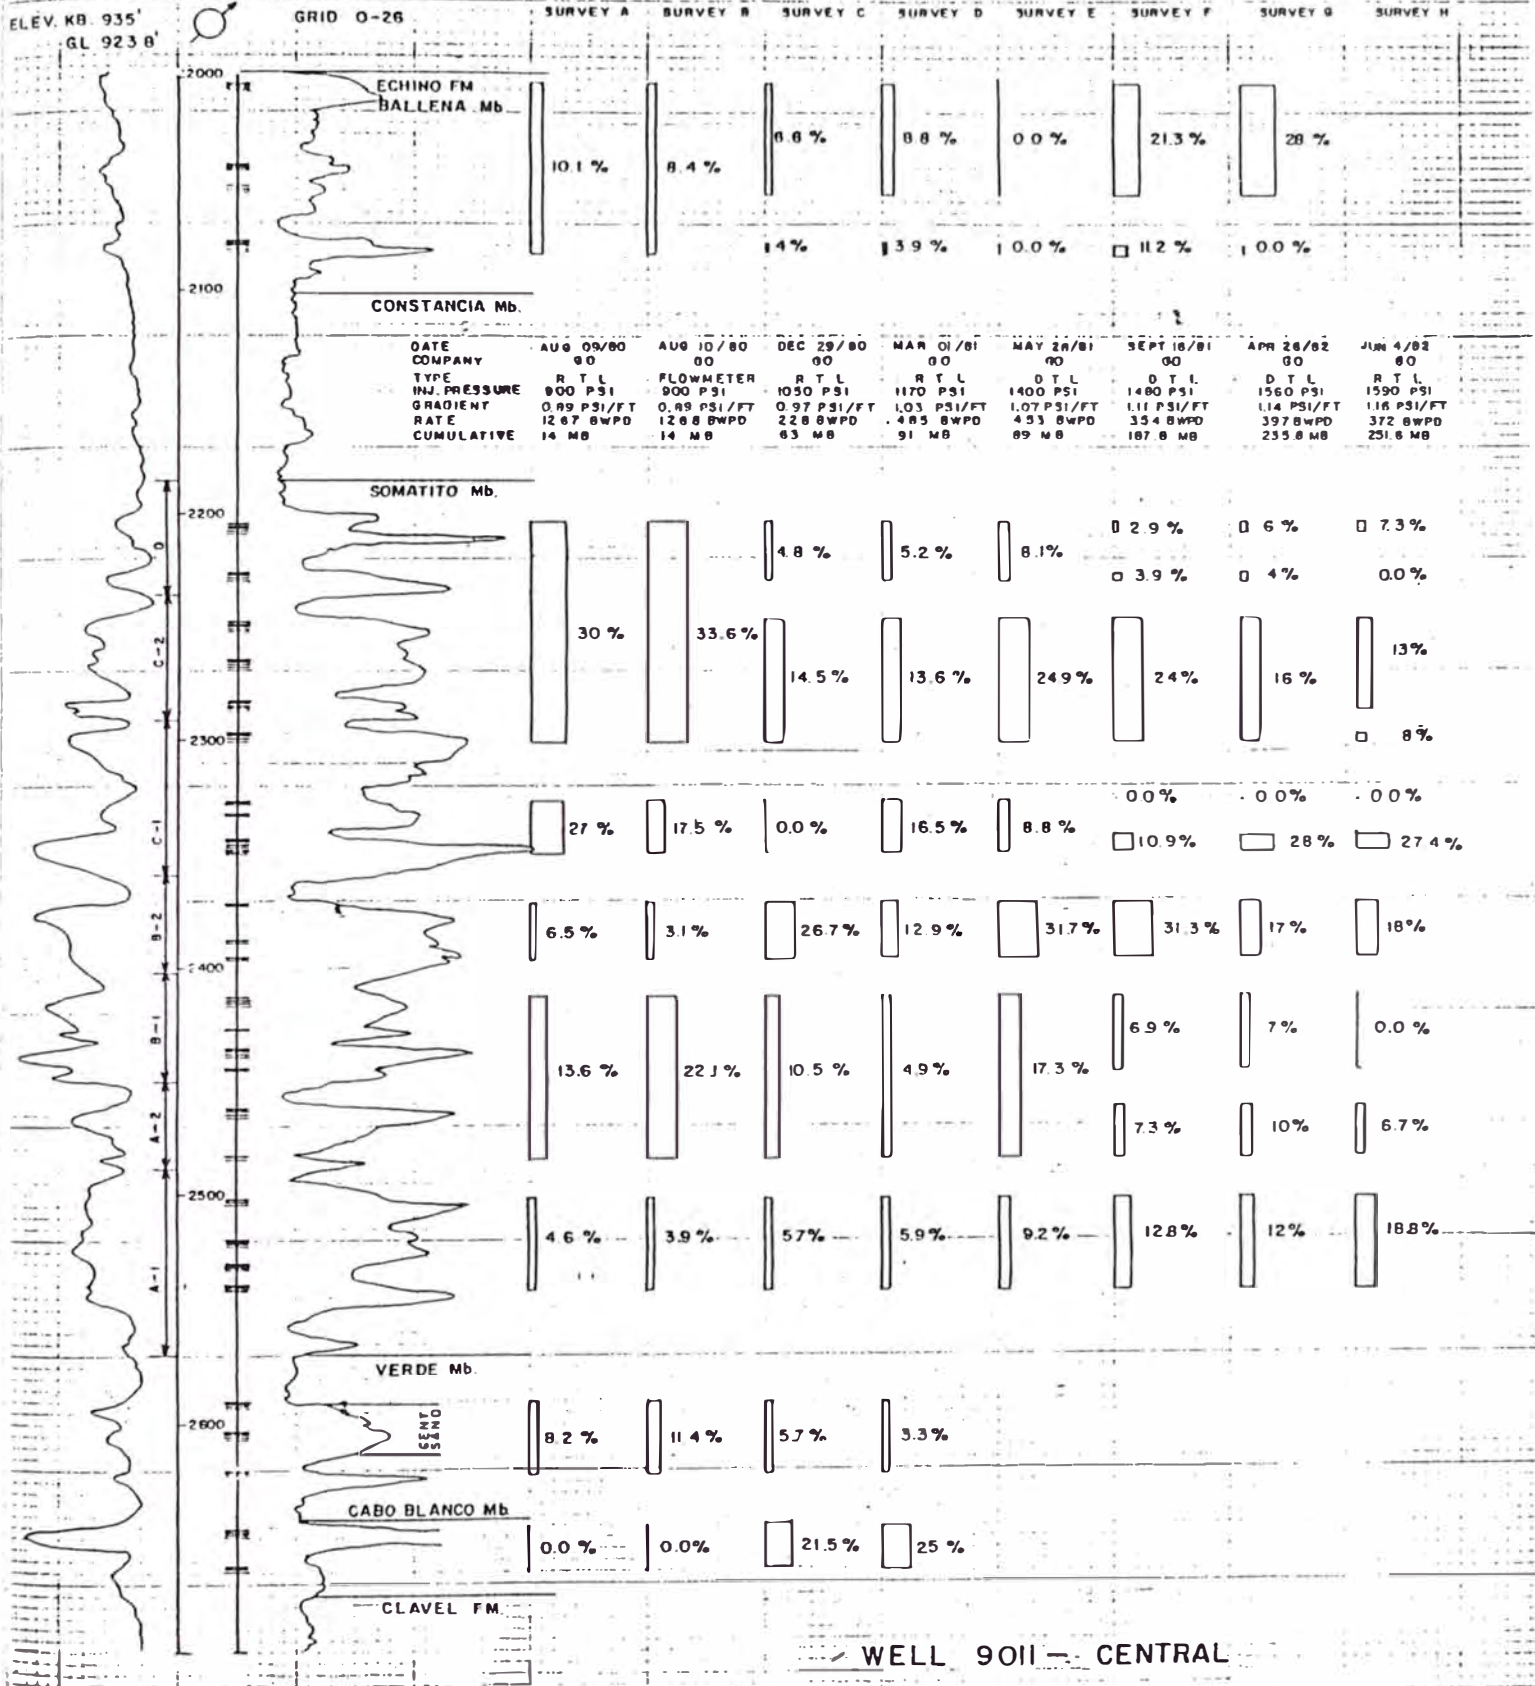 ELEV. KB. 935'
GL 923 8'
GRID O-26
SURVEY A SURVEY B SURVEY C SURVEY D SURVEY E SURVEY F SURVEY G SURVEY H
2000
ECHINO FM
BALLENA Mb.
6.6 % 8.8 % 0.0 % 21.3 % 28 %
10.1 % 8.4 %
4% 3.9 % 0.0 % 11.2 % 0.0 %
2100
CONSTANCIA Mb.
DATE AUG 09/80 AUG 10/80 DEC 29/80 MAR 01/81 MAY 28/81 SEPT 18/81 APR 26/82 JUN 4/82
COMPANY
TYPE R T L FLOWMETER R T L R T L D T L D T L D T L R T L
INJ. PRESSURE 900 PSI 900 PSI 1050 PSI 1170 PSI 1400 PSI 1480 PSI 1560 PSI 1590 PSI
GRADIENT 0.89 PSI/FT 0.89 PSI/FT 0.97 PSI/FT 1.03 PSI/FT 1.07 PSI/FT 1.11 PSI/FT 1.14 PSI/FT 1.16 PSI/FT
RATE 1267 BWPD 1268 BWPD 228 BWPD 485 BWPD 453 BWPD 354 BWPD 397 BWPD 372 BWPD
CUMULATIVE 14 MB 14 MB 63 MB 91 MB 89 MB 187.8 MB 235.8 MB 251.6 MB
SOMATITO Mb.
2200
2.9 % 6 % 7.3 %
D
4.8 % 5.2 % 8.1%
3.9 % 4 % 0.0 %
C-2
30 % 33.6 % 13%
14.5 % 13.6 % 24.9 % 24 % 16 %
2300
8 %
0.0 % 0.0 % 0.0 %
C-1
27 % 17.5 % 0.0 % 16.5 % 8.8 %
10.9% 28 % 27.4 %
B-2
6.5 % 3.1 % 26.7 % 12.9 % 31.7 % 31.3 % 17 % 18%
2400
B-1
6.9 % 7 % 0.0 %
13.6 % 22.1 % 10.5 % 4.9 % 17.3 %
A-2
7.3 % 10% 6.7 %
2500
4.6 % 3.9 % 5.7% 5.9 % 9.2 % 12.8% 12% 18.8%
A-1
VERDE Mb.
2600
CENT SAND
8.2 % 11.4 % 5.7 % 3.3%
CABO BLANCO Mb
0.0 % 0.0% 21.5 % 25 %
CLAVEL FM.
WELL 9011 - CENTRAL